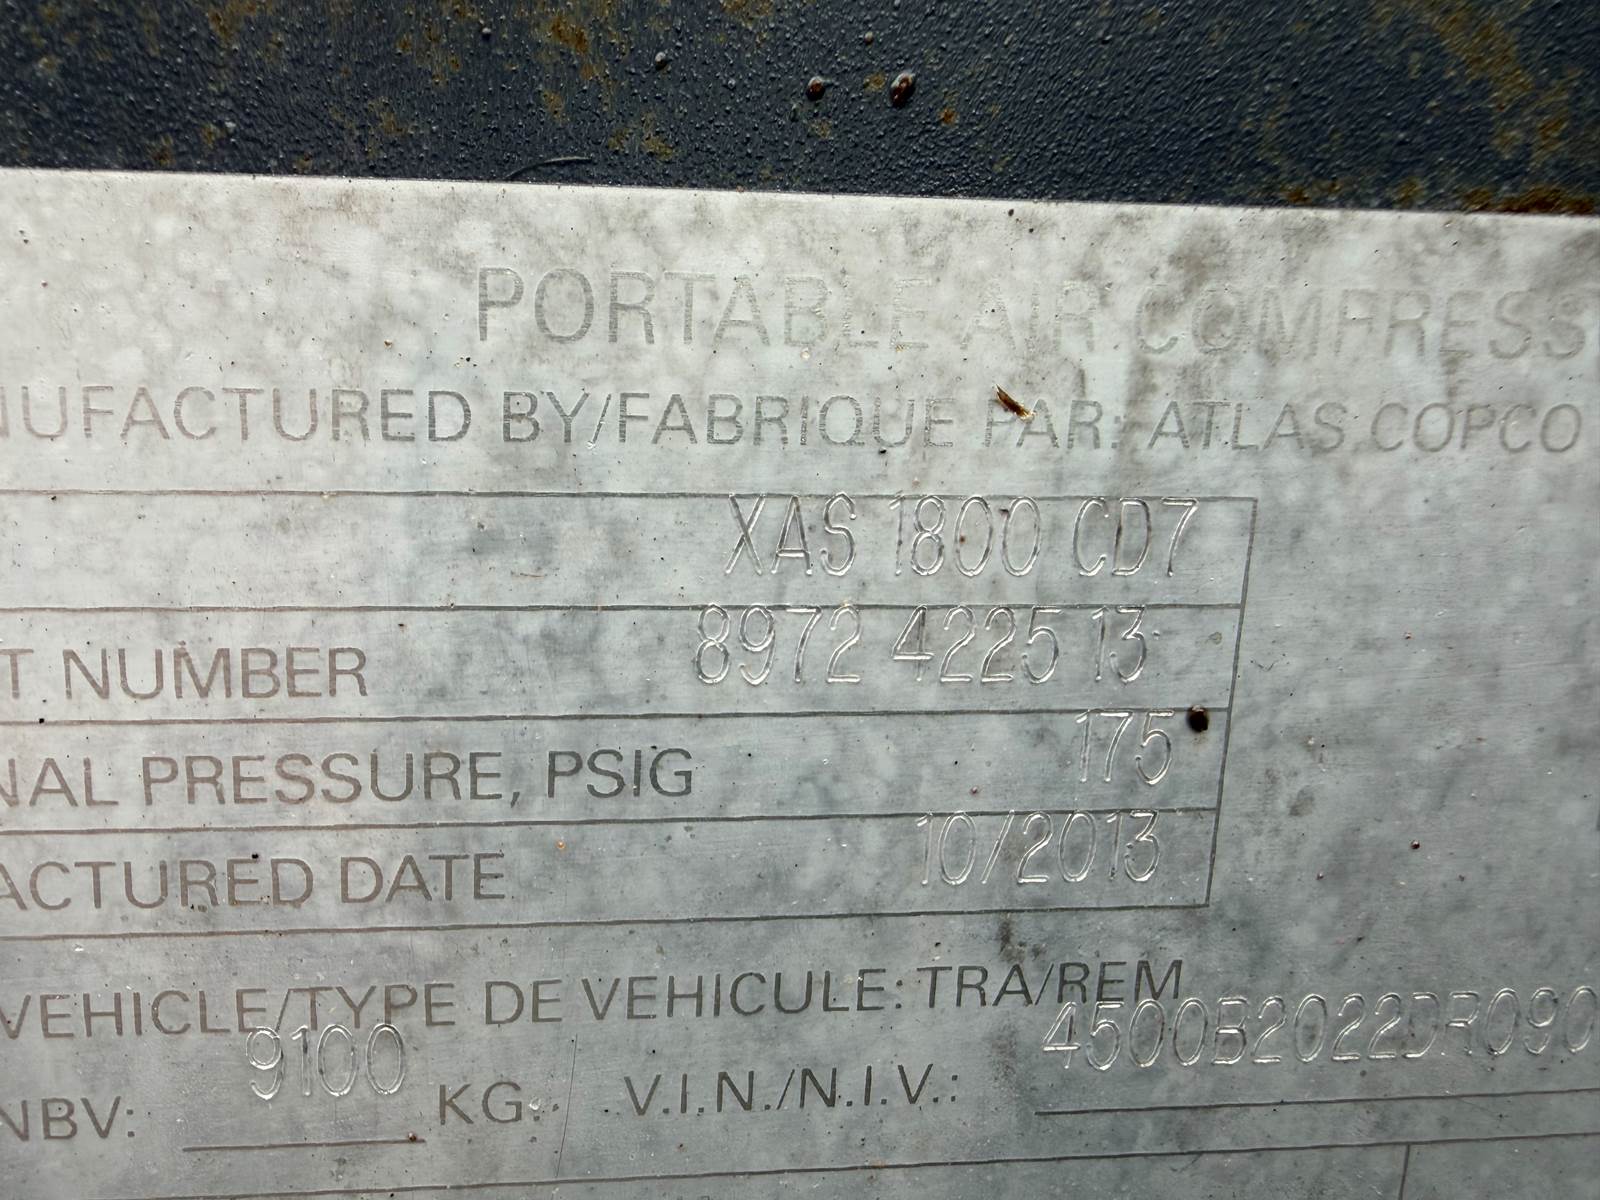 PORTABLE AIR COMPRESS
NUFACTURED BY/FABRIQUE PAR: ATLAS COPCO
XAS 1800 CD7
T NUMBER 8972 4225 13
NAL PRESSURE, PSIG 175
ACTURED DATE 10/2013
VEHICLE/TYPE DE VEHICULE: TRA/REM
NBV: 9100 KG. V.I.N./N.I.V.: 4500B2022DR090